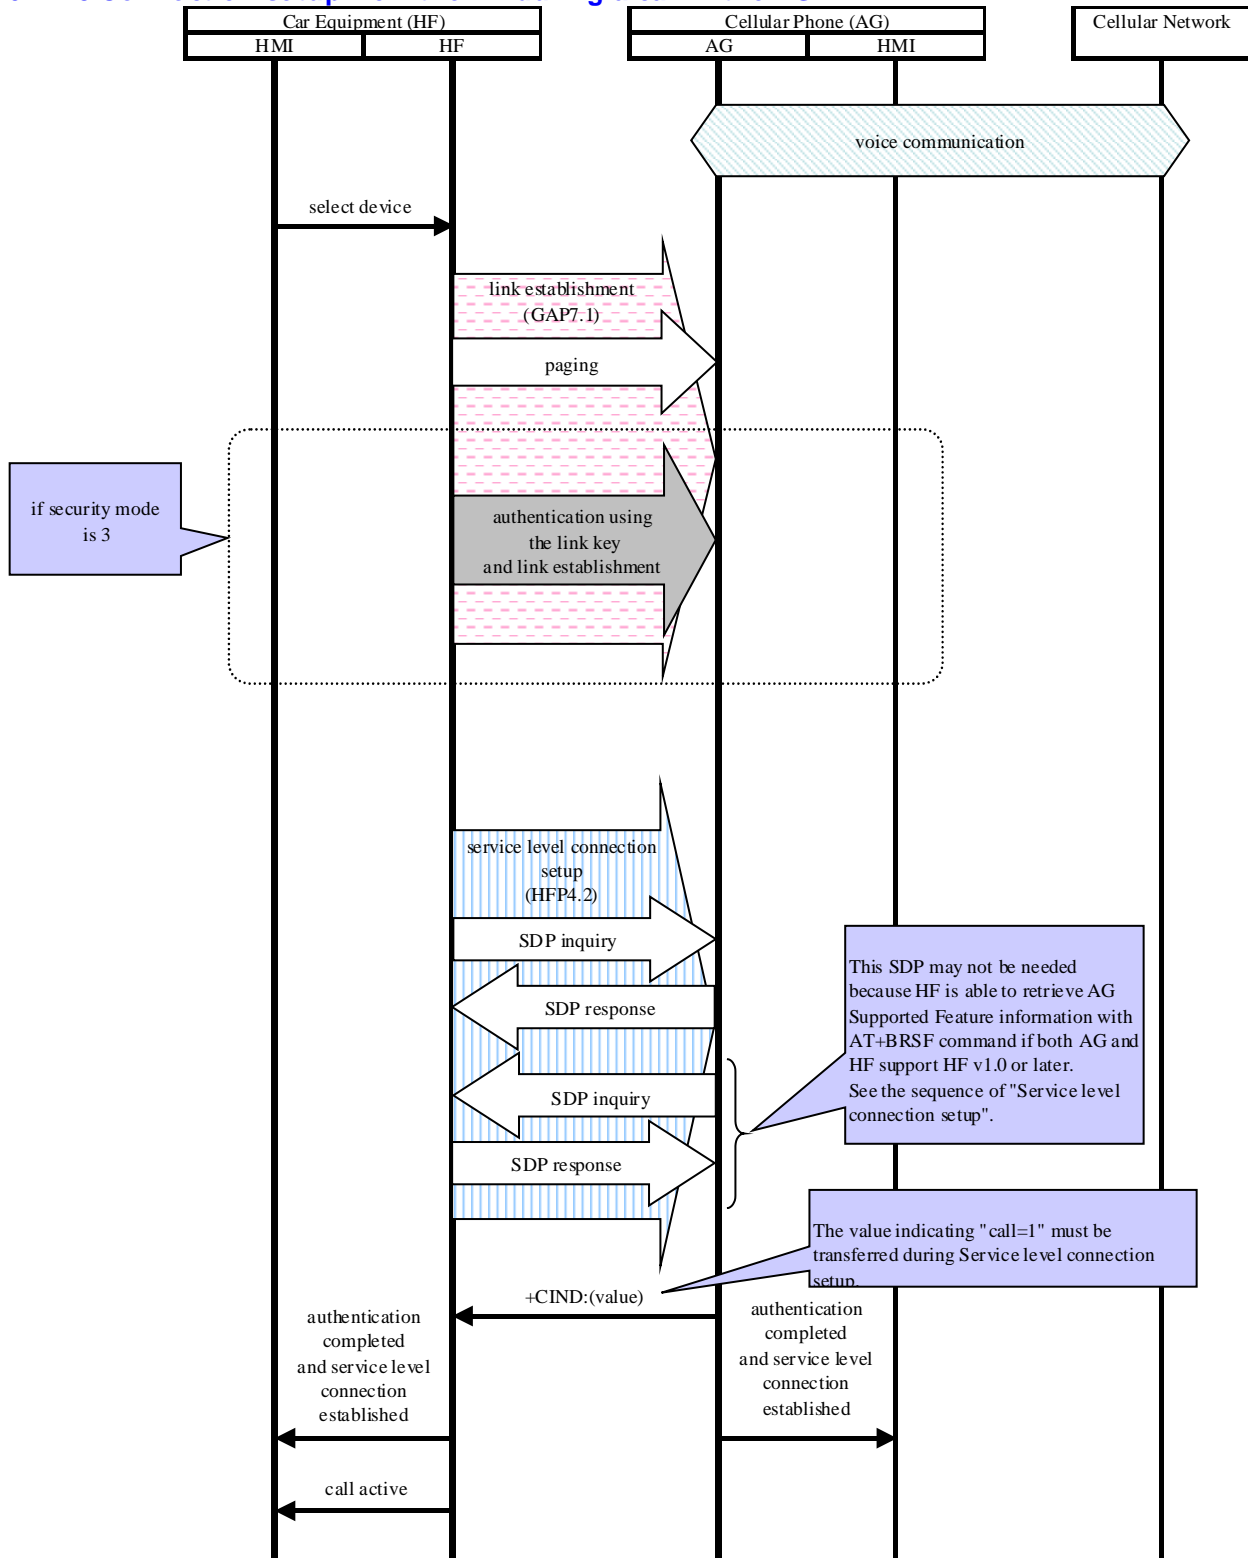 Car Equipment (HF)
Cellular Phone (AG)
Cellular Network
HMI
HF
AG
HMI
voice communication
select device
link establishment
(GAP7.1)
paging
if security mode
is 3
authentication using
the link key
and link establishment
service level connection
setup
(HFP4.2)
SDP inquiry
SDP response
SDP inquiry
SDP response
This SDP may not be needed
because HF is able to retrieve AG
Supported Feature information with
AT+BRSF command if both AG and
HF support HF v1.0 or later.
See the sequence of "Service level
connection setup".
The value indicating "call=1" must be
transferred during Service level connection
setup.
+CIND:(value)
authentication
completed
and service level
connection
established
authentication
completed
and service level
connection
established
call active